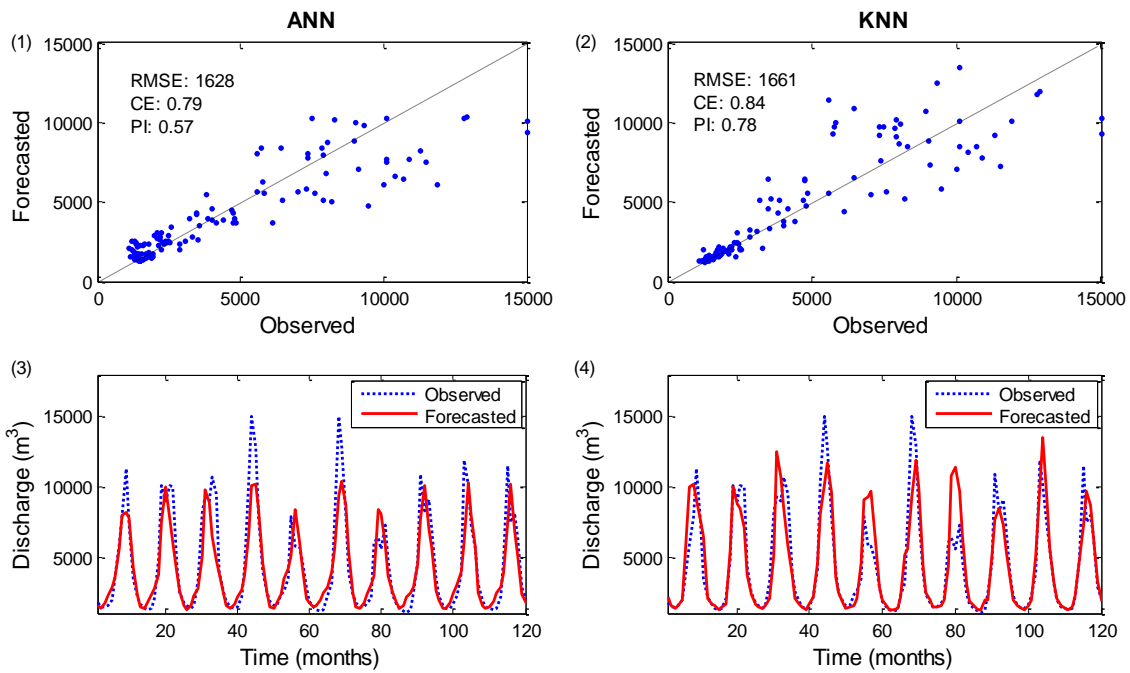 ANN
KNN
(1)
15000
10000
5000
0
Forecasted
RMSE: 1628
CE: 0.79
PI: 0.57
0
5000
10000
15000
Observed
(2)
15000
10000
5000
0
Forecasted
RMSE: 1661
CE: 0.84
PI: 0.78
0
5000
10000
15000
Observed
(3)
15000
10000
5000
Discharge (m³)
Observed
Forecasted
20
40
60
80
100
120
Time (months)
(4)
15000
10000
5000
Discharge (m³)
Observed
Forecasted
20
40
60
80
100
120
Time (months)